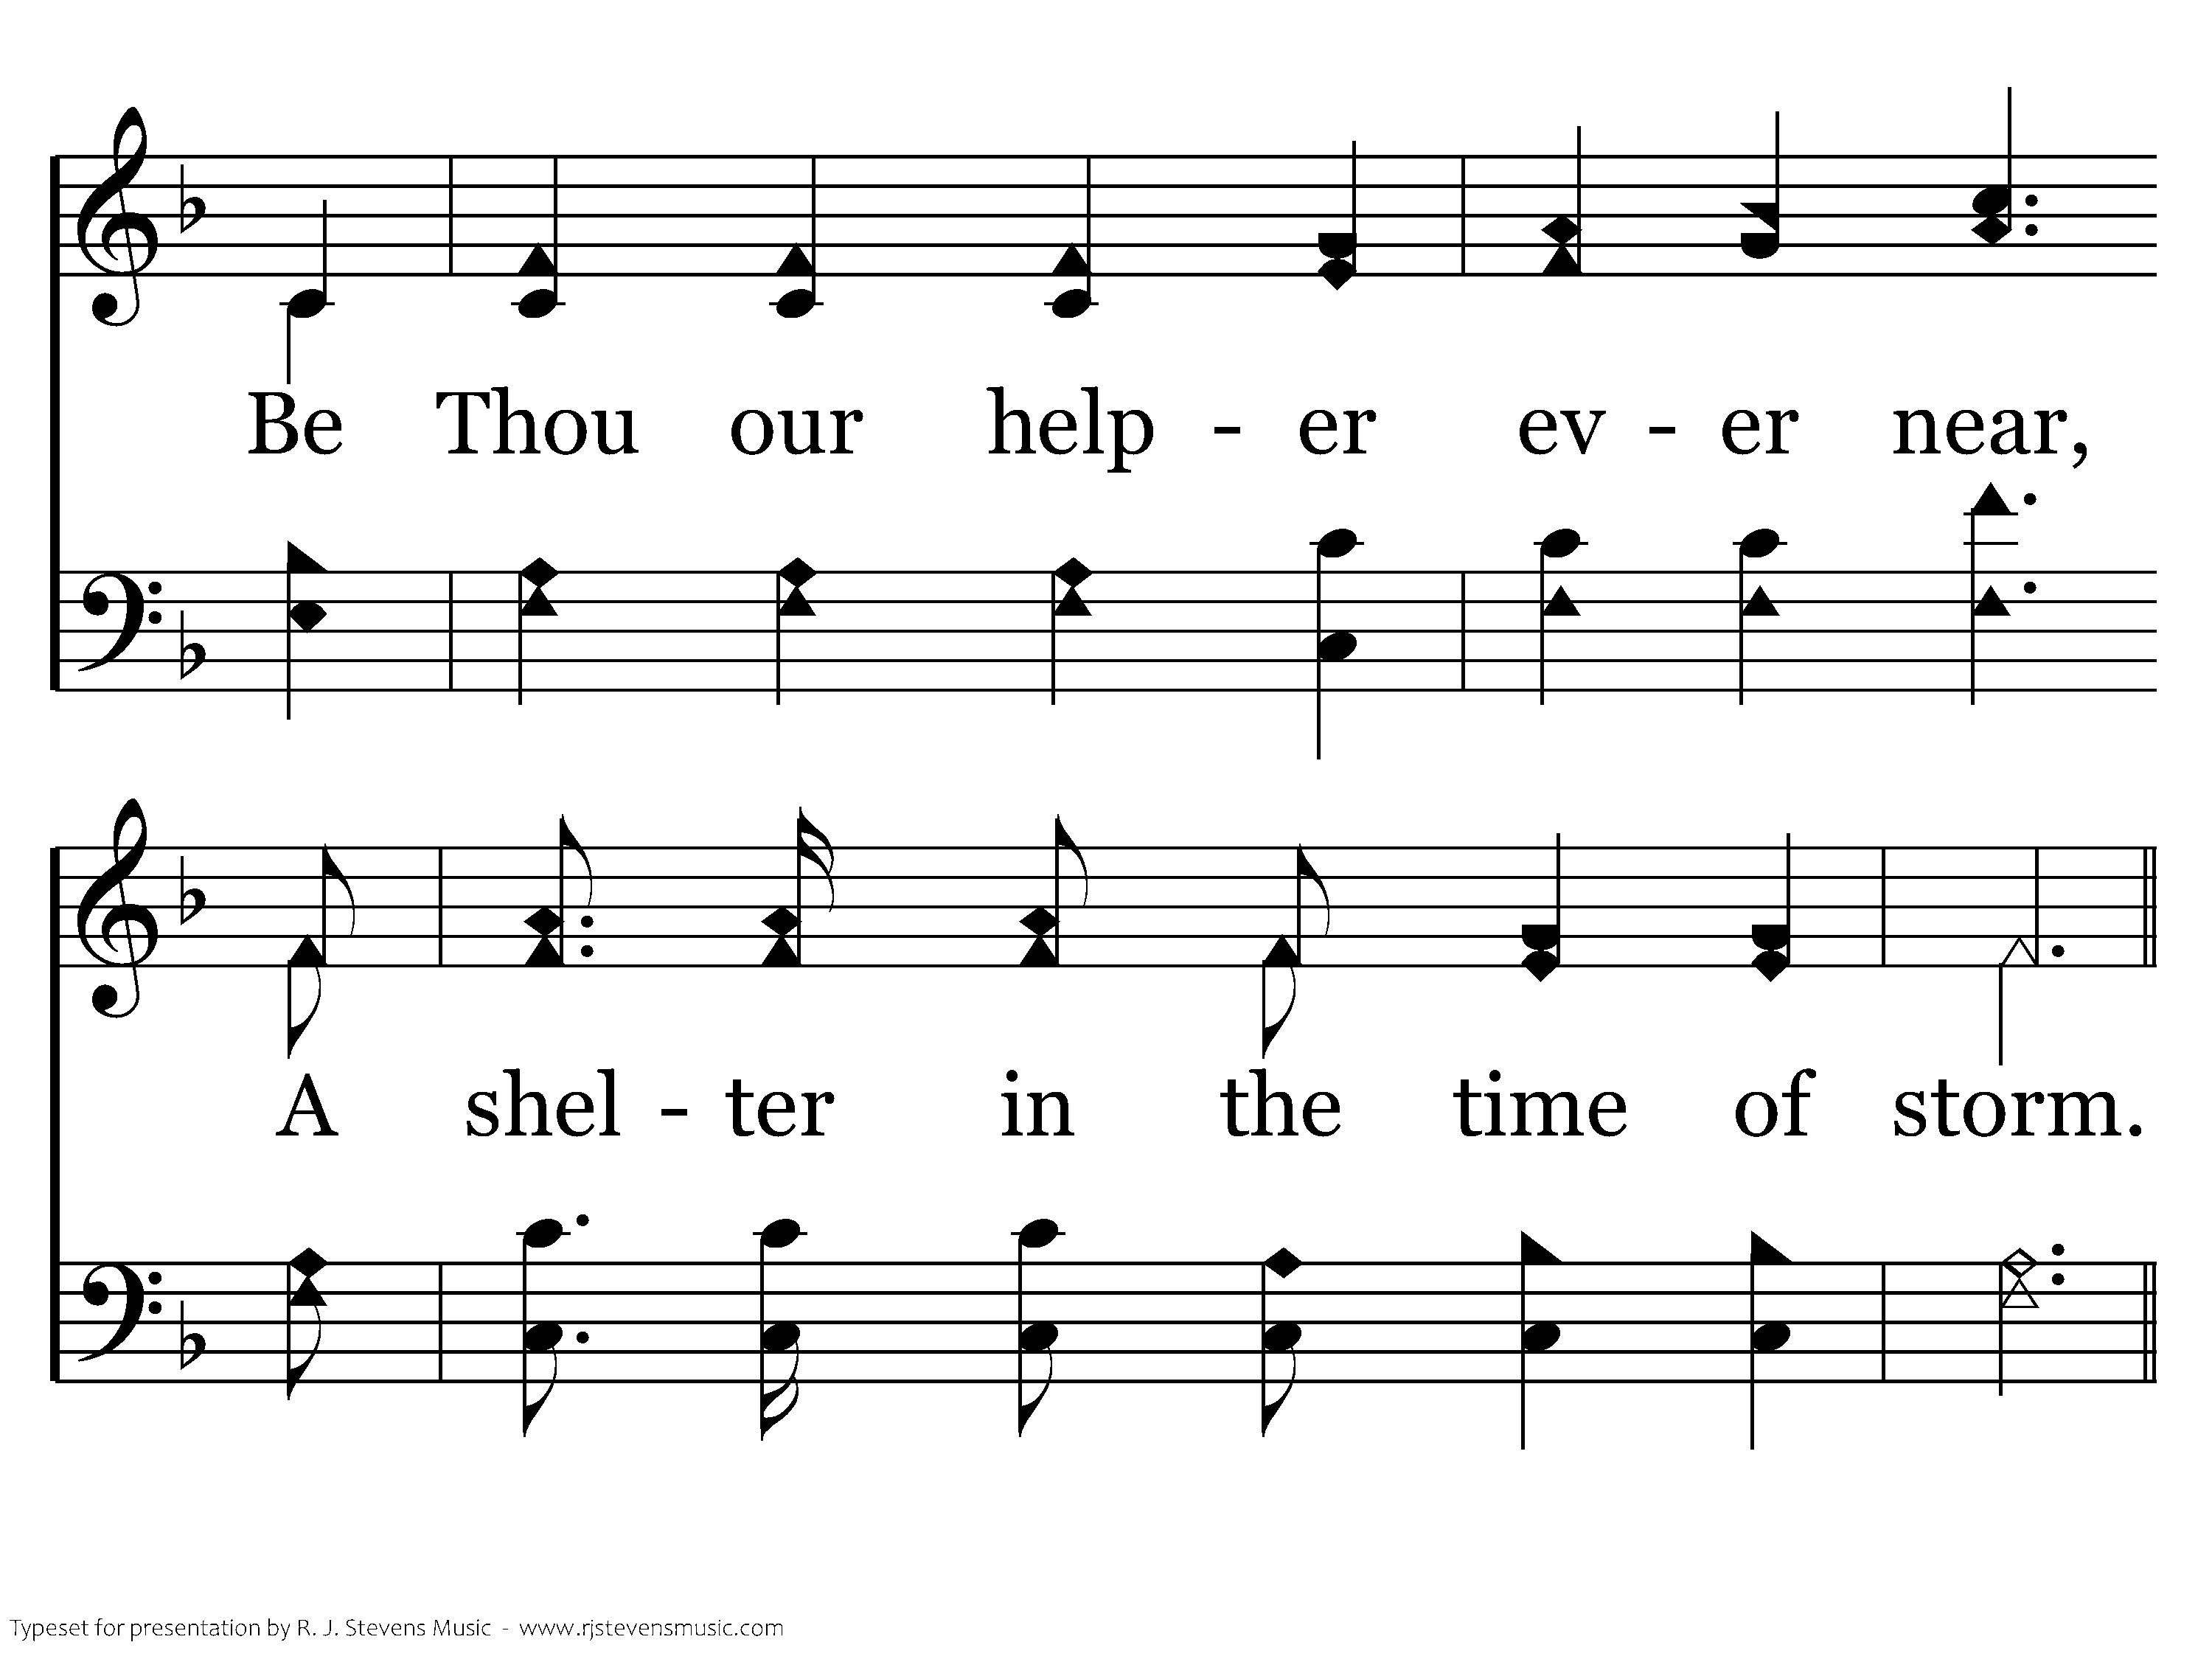 Be Thou our help - er ev - er near,
A shel - ter in the time of storm.
Typeset for presentation by R. J. Stevens Music - www.rjstevensmusic.com